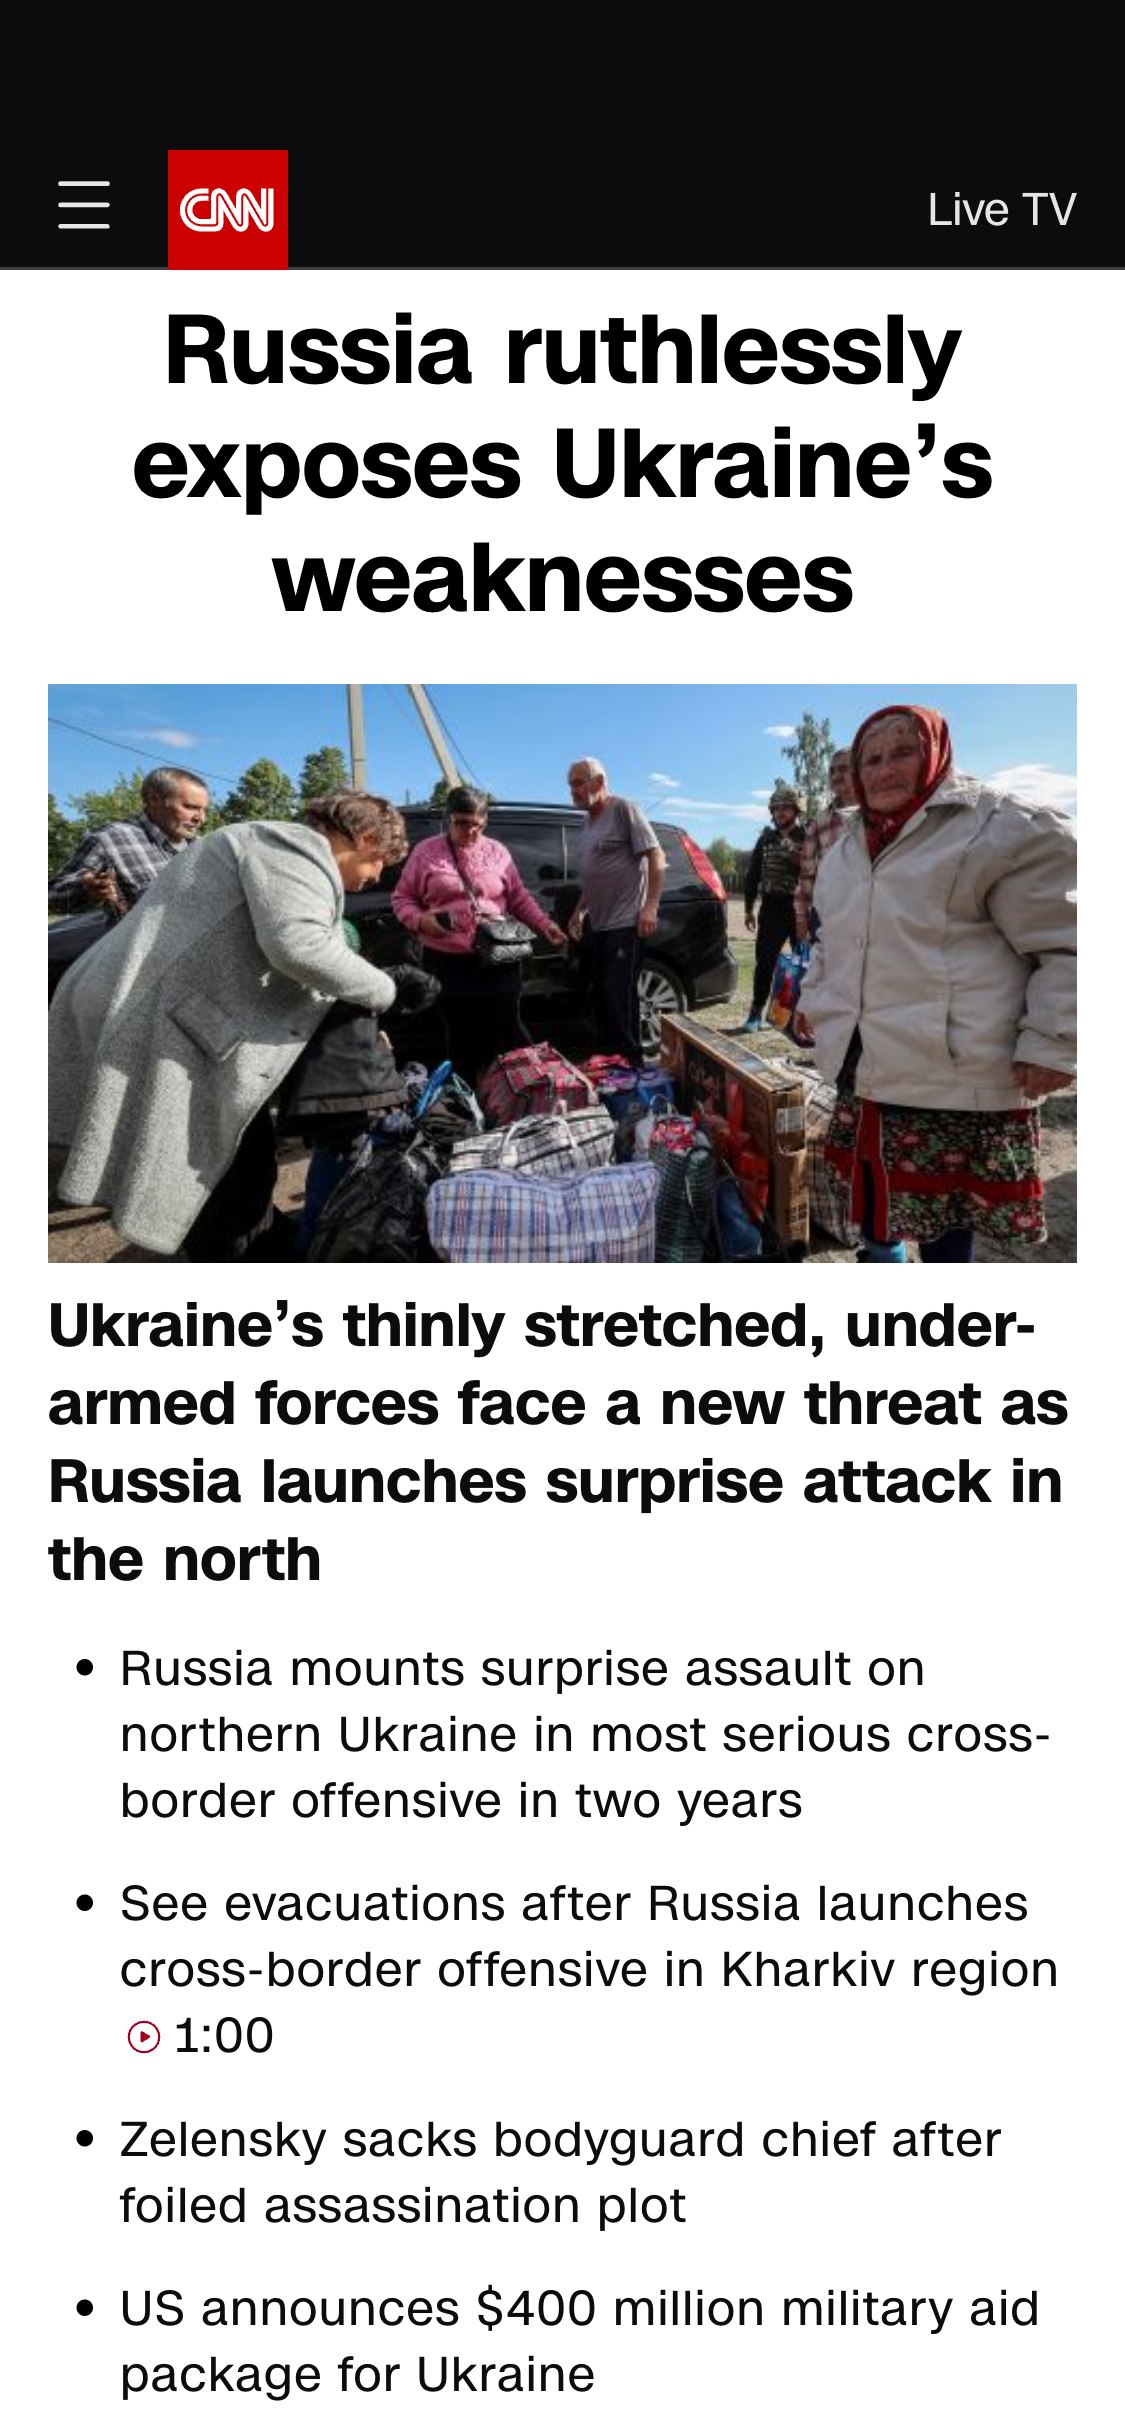 CNN
Live TV
Russia ruthlessly
exposes Ukraine’s
weaknesses
Ukraine’s thinly stretched, under-
armed forces face a new threat as
Russia launches surprise attack in
the north
• Russia mounts surprise assault on
northern Ukraine in most serious cross-
border offensive in two years
• See evacuations after Russia launches
cross-border offensive in Kharkiv region
1:00
• Zelensky sacks bodyguard chief after
foiled assassination plot
• US announces $400 million military aid
package for Ukraine